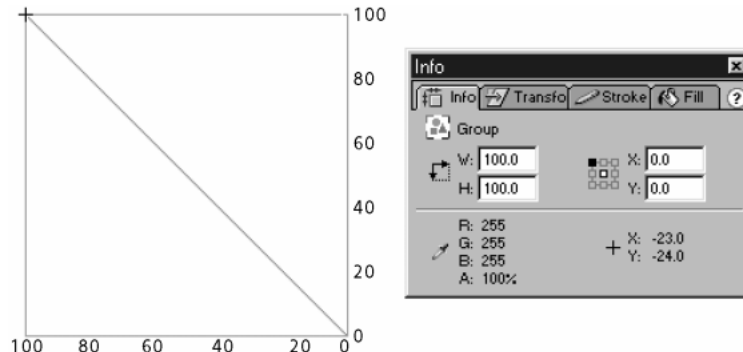 100
80
60
40
20
0
100 80 60 40 20 0
Info
Info Transfo Stroke Fill ?
Group
W: 100.0 X: 0.0
H: 100.0 Y: 0.0
R: 255
G: 255
B: 255
A: 100%
X: -23.0
Y: -24.0